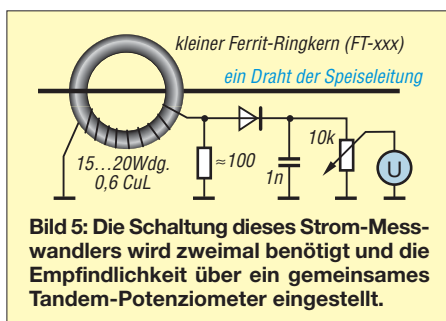 kleiner Ferrit-Ringkern (FT-xxx)
ein Draht der Speiseleitung
15...20Wdg.
0,6 CuL
≈100
1n
10k
U
Bild 5: Die Schaltung dieses Strom-Mess-
wandlers wird zweimal benötigt und die
Empfindlichkeit über ein gemeinsames
Tandem-Potenziometer eingestellt.